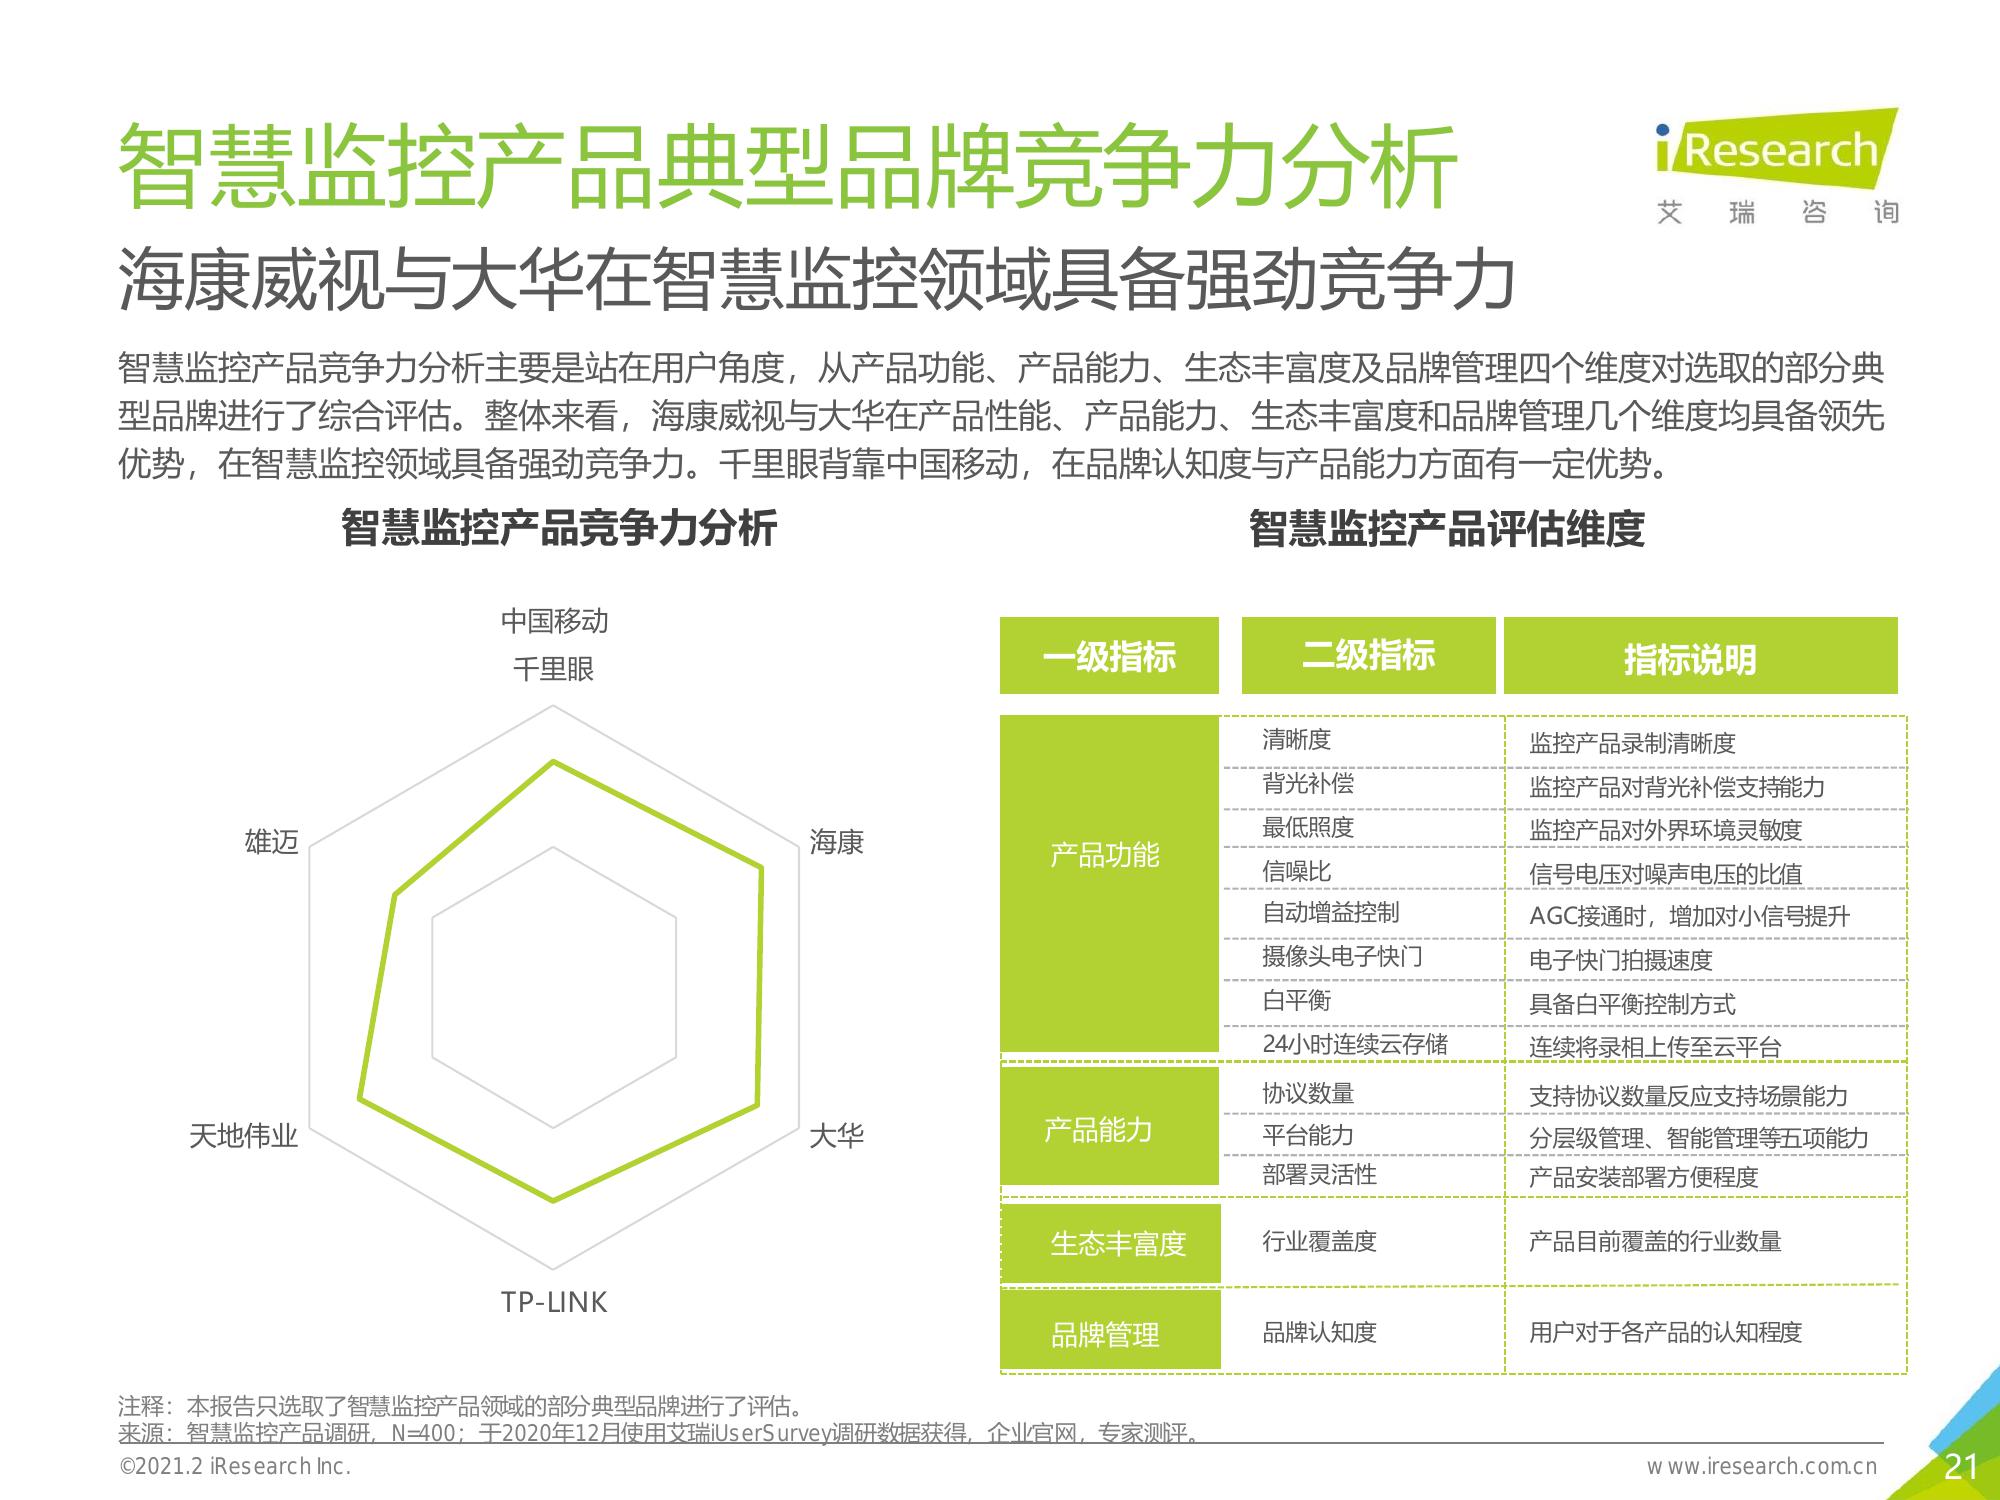 智慧监控产品典型品牌竞争力分析
iResearch
艾瑞咨询
海康威视与大华在智慧监控领域具备强劲竞争力
智慧监控产品竞争力分析主要是站在用户角度，从产品功能、产品能力、生态丰富度及品牌管理四个维度对选取的部分典
型品牌进行了综合评估。整体来看，海康威视与大华在产品性能、产品能力、生态丰富度和品牌管理几个维度均具备领先
优势，在智慧监控领域具备强劲竞争力。千里眼背靠中国移动，在品牌认知度与产品能力方面有一定优势。
智慧监控产品竞争力分析
中国移动
千里眼
雄迈
海康
天地伟业
大华
TP-LINK
智慧监控产品评估维度
一级指标 二级指标 指标说明
产品功能
清晰度 监控产品录制清晰度
背光补偿 监控产品对背光补偿支持能力
最低照度 监控产品对外界环境灵敏度
信噪比 信号电压对噪声电压的比值
自动增益控制 AGC接通时，增加对小信号提升
摄像头电子快门 电子快门拍摄速度
白平衡 具备白平衡控制方式
24小时连续云存储 连续将录相上传至云平台
产品能力
协议数量 支持协议数量反应支持场景能力
平台能力 分层级管理、智能管理等五项能力
部署灵活性 产品安装部署方便程度
生态丰富度 行业覆盖度 产品目前覆盖的行业数量
品牌管理 品牌认知度 用户对于各产品的认知程度
注释：本报告只选取了智慧监控产品领域的部分典型品牌进行了评估。
来源：智慧监控产品调研，N=400；于2020年12月使用艾瑞iUserSurvey调研数据获得，企业官网，专家测评。
©2021.2 iResearch Inc.
www.iresearch.com.cn
21